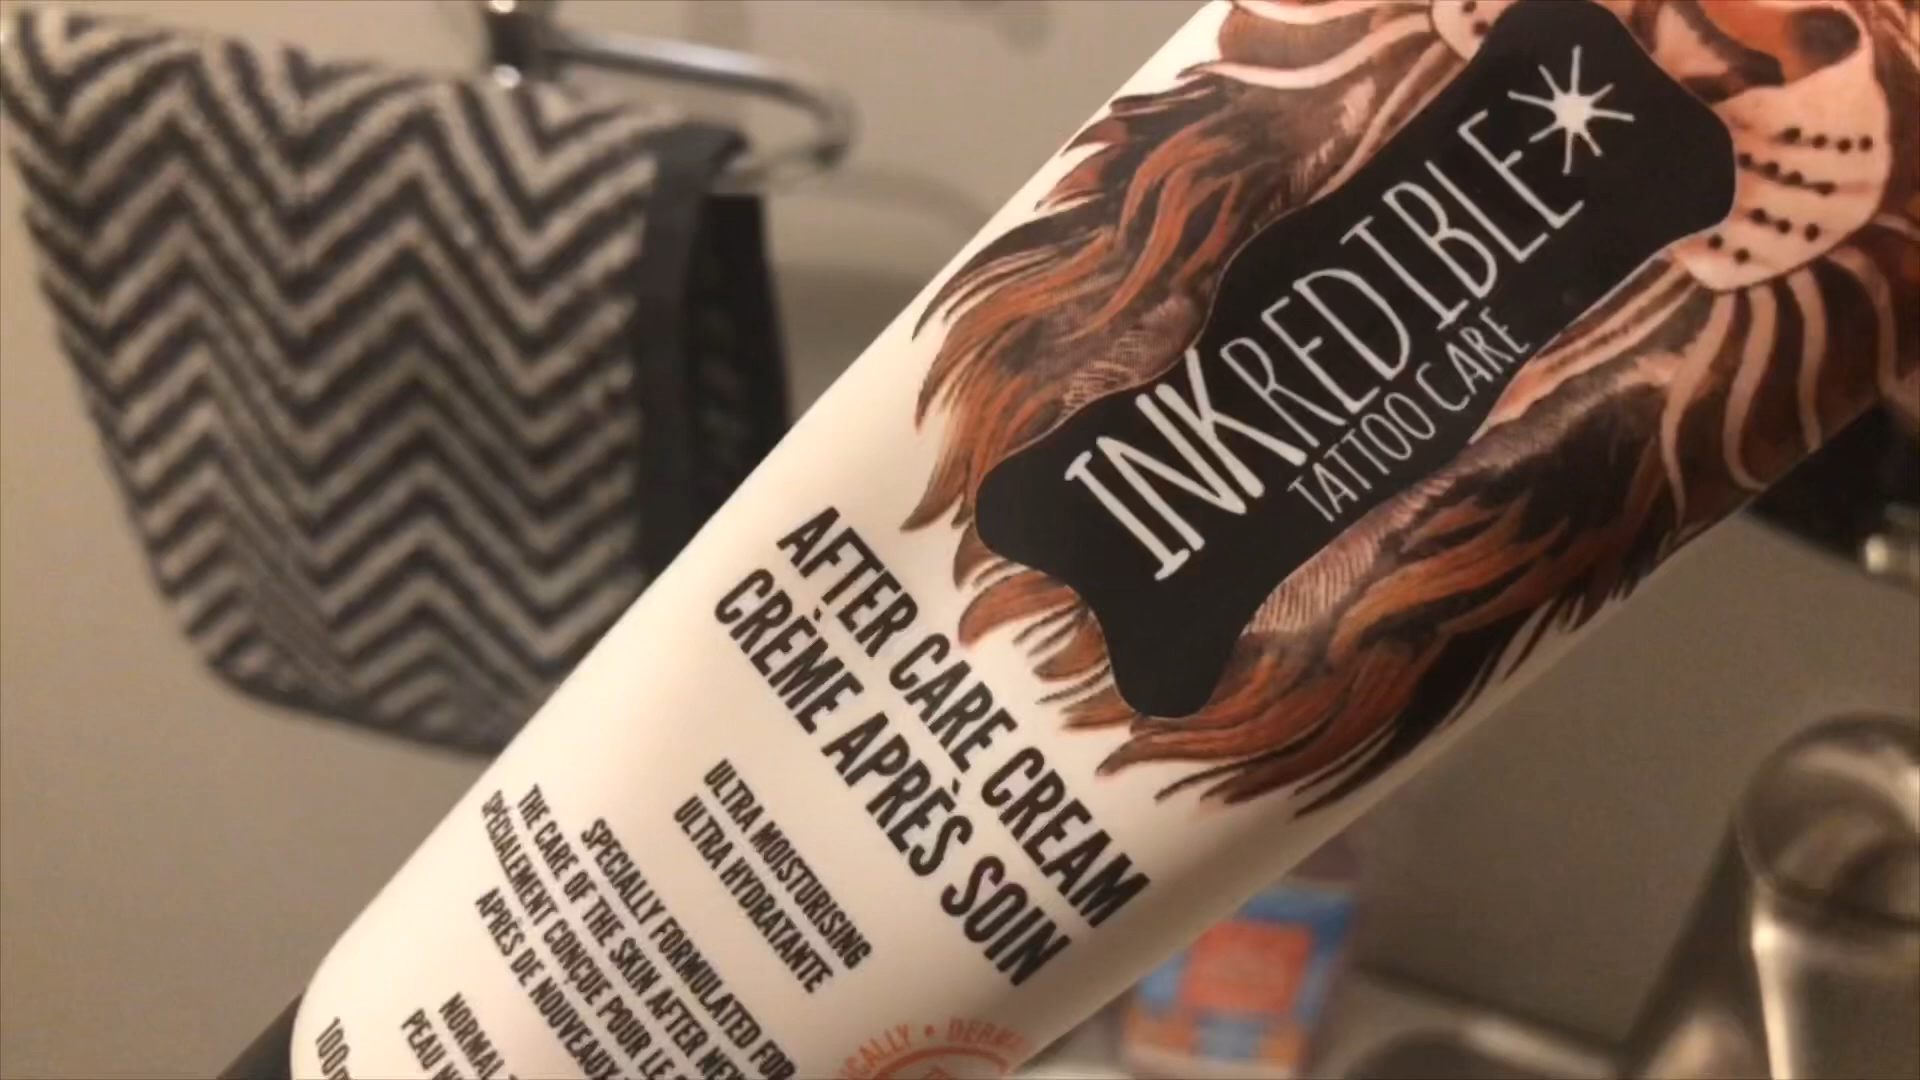 INKREDIBLE
TATTOO CARE
AFTER CARE CREAM
CRÈME APRÈS SOIN
ULTRA MOISTURISING
ULTRA HYDRATANTE
SPECIALLY FORMULATED FOR
THE CARE OF THE SKIN AFTER NEW
SPÉCIALEMENT CONÇUE POUR LE
APRÈS DE NOUVEAUX
NORMAL
PEAU